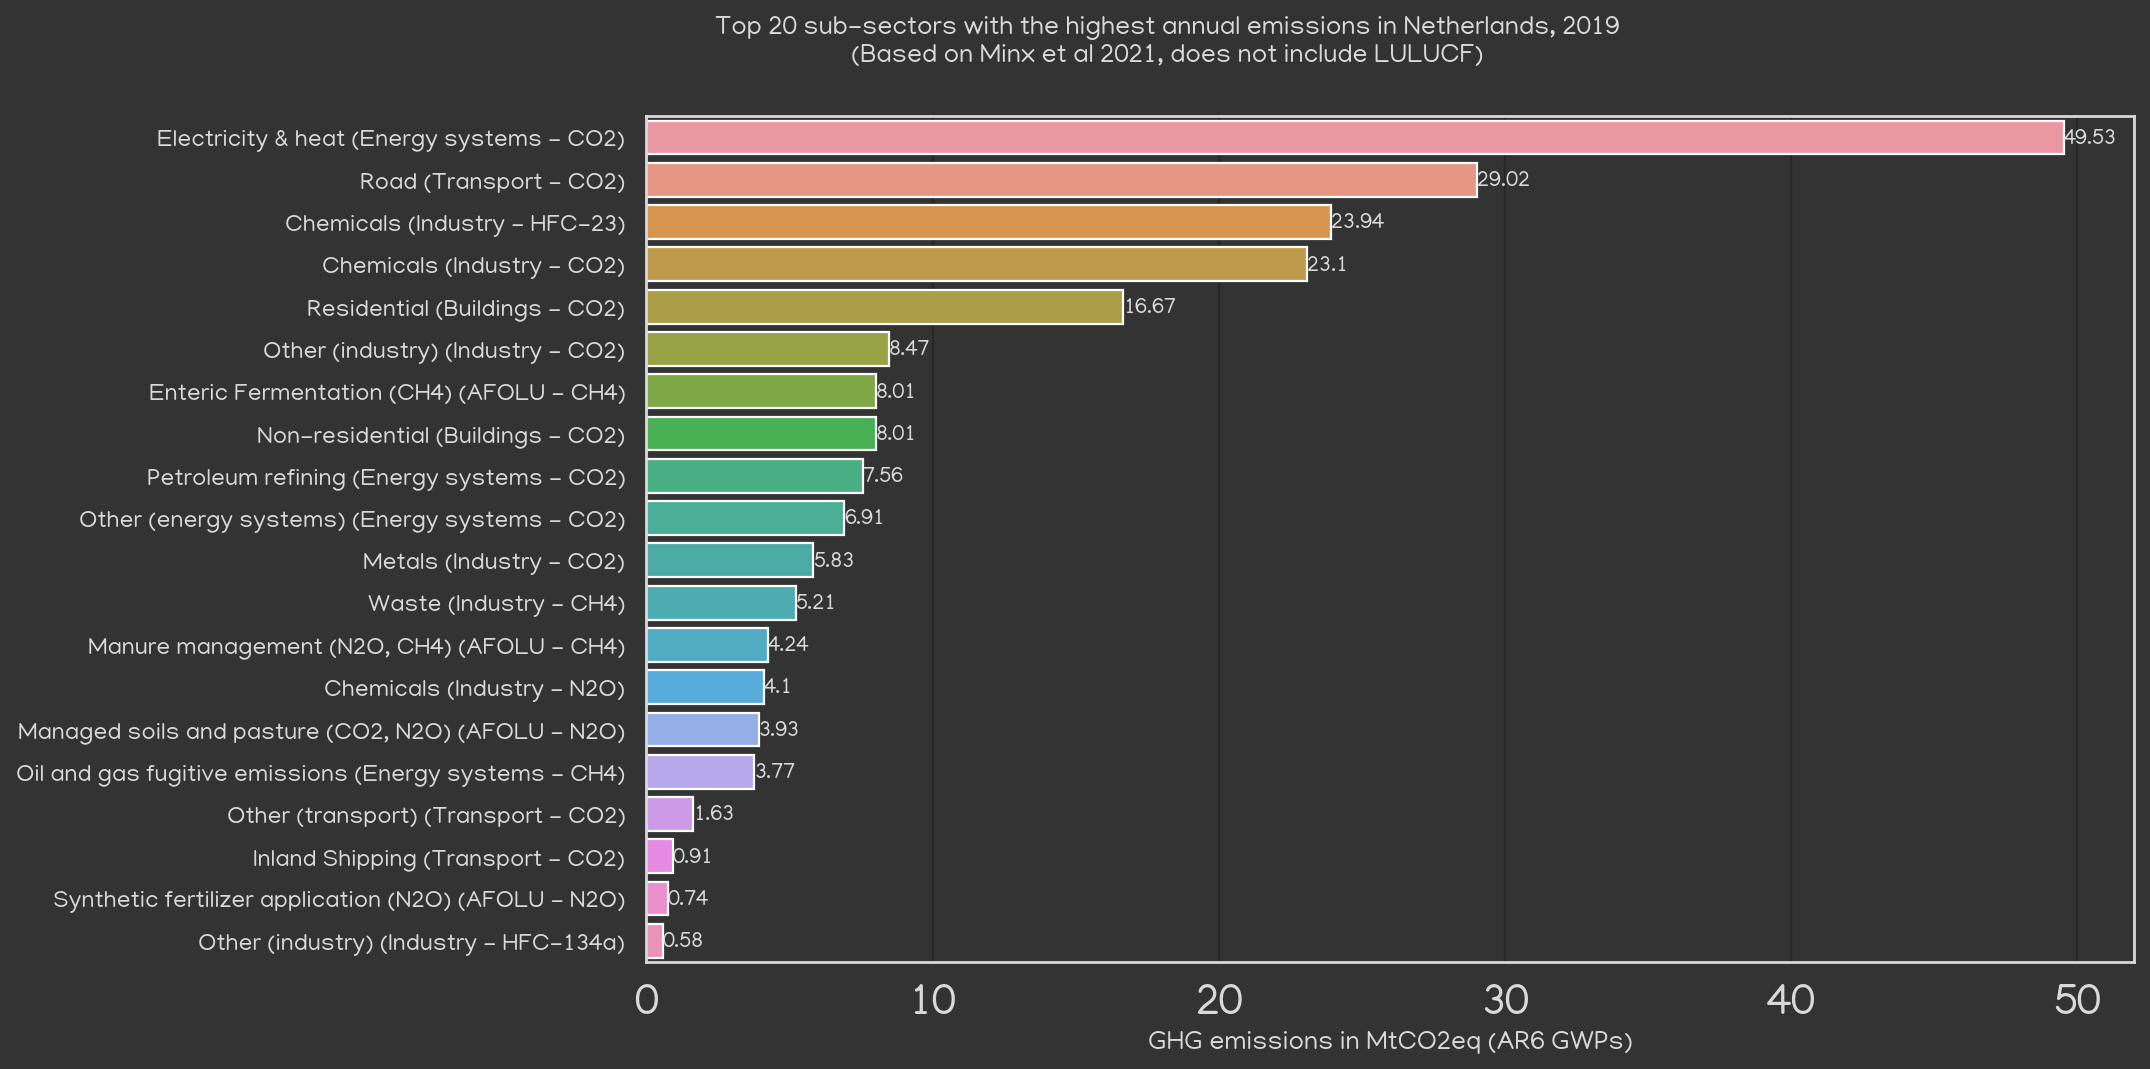 Top 20 sub-sectors with the highest annual emissions in Netherlands, 2019
(Based on Minx et al 2021, does not include LULUCF)
Electricity & heat (Energy systems - CO2) 49.53
Road (Transport - CO2) 29.02
Chemicals (Industry - HFC-23) 23.94
Chemicals (Industry - CO2) 23.1
Residential (Buildings - CO2) 16.67
Other (industry) (Industry - CO2) 8.47
Enteric Fermentation (CH4) (AFOLU - CH4) 8.01
Non-residential (Buildings - CO2) 8.01
Petroleum refining (Energy systems - CO2) 7.56
Other (energy systems) (Energy systems - CO2) 6.91
Metals (Industry - CO2) 5.83
Waste (Industry - CH4) 5.21
Manure management (N2O, CH4) (AFOLU - CH4) 4.24
Chemicals (Industry - N2O) 4.1
Managed soils and pasture (CO2, N2O) (AFOLU - N2O) 3.93
Oil and gas fugitive emissions (Energy systems - CH4) 3.77
Other (transport) (Transport - CO2) 1.63
Inland Shipping (Transport - CO2) 0.91
Synthetic fertilizer application (N2O) (AFOLU - N2O) 0.74
Other (industry) (Industry - HFC-134a) 0.58
0 10 20 30 40 50
GHG emissions in MtCO2eq (AR6 GWPs)